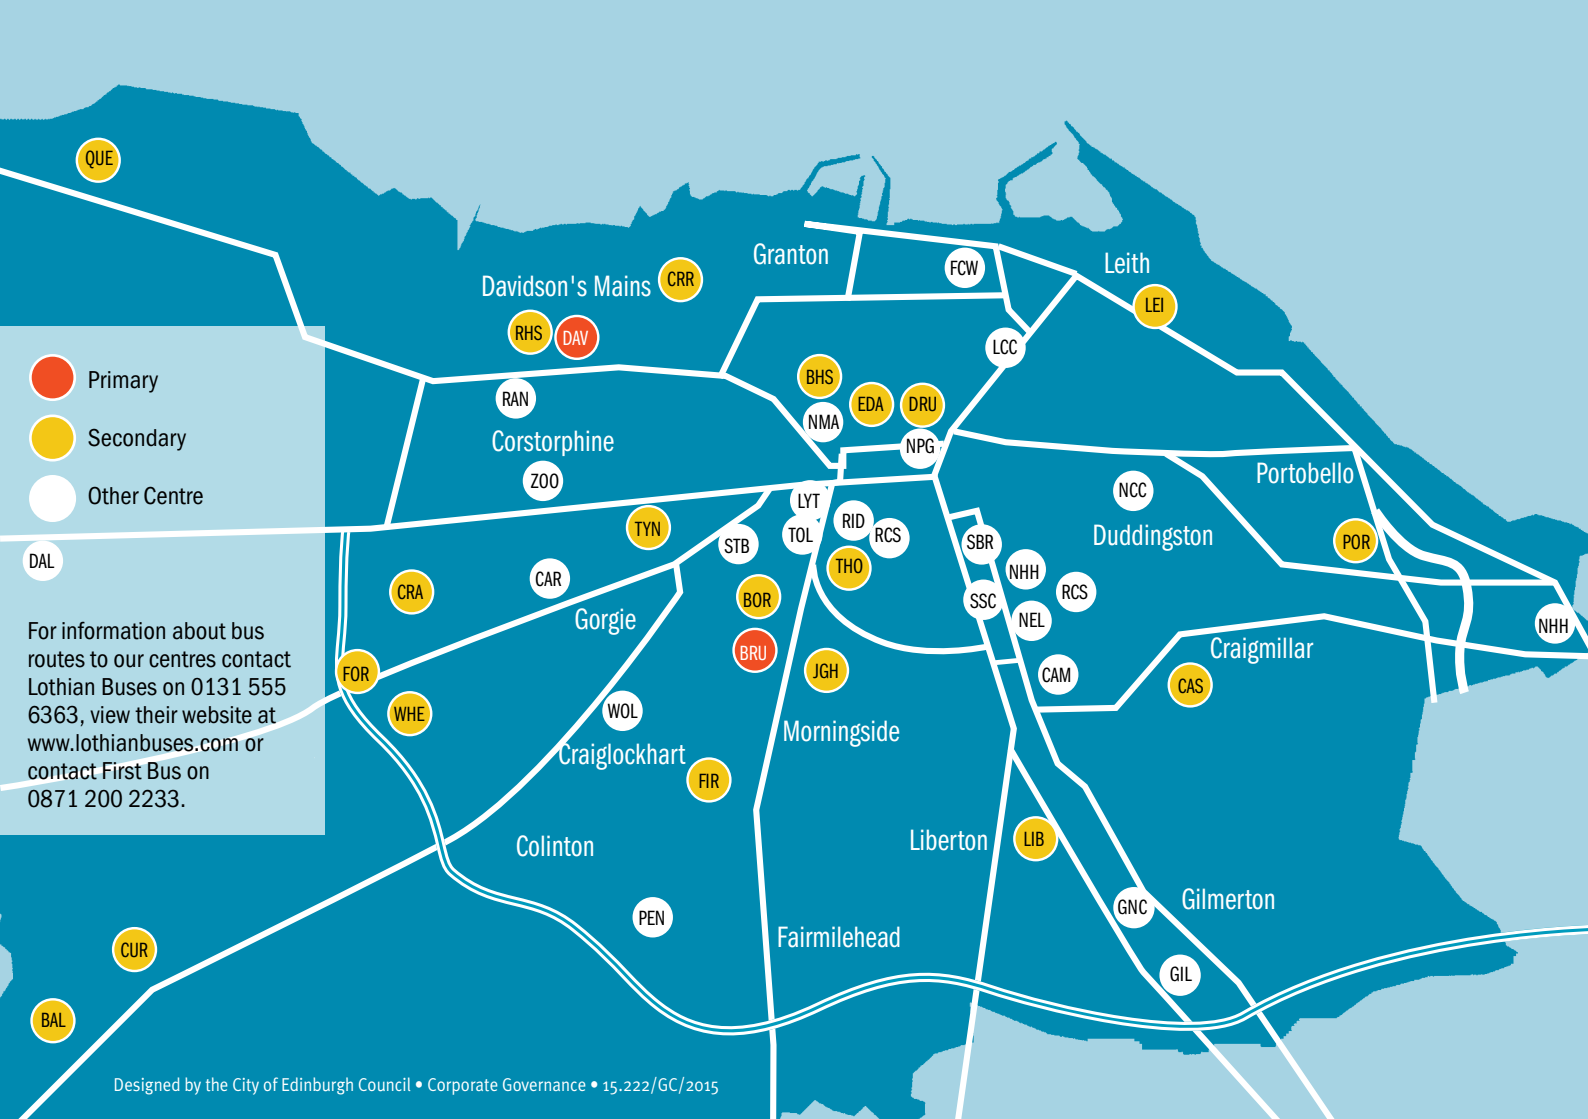 QUE
Granton
Leith
FCW
Davidson's Mains
CRR
LEI
RHS
DAV
LCC
Primary
Secondary
Other Centre
BHS
RAN
EDA
DRU
NMA
Corstorphine
NPG
ZOO
Portobello
NCC
LYT
TYN
RID
TOL
RCS
Duddingston
STB
SBR
POR
DAL
THO
NHH
CAR
CRA
RCS
BOR
SSC
Gorgie
NEL
NHH
For information about bus
routes to our centres contact
Lothian Buses on 0131 555
6363, view their website at
www.lothianbuses.com or
contact First Bus on
0871 200 2233.
BRU
Craigmillar
FOR
JGH
CAM
CAS
WHE
WOL
Morningside
Craiglockhart
FIR
Colinton
Liberton
LIB
Gilmerton
GNC
PEN
Fairmilehead
CUR
GIL
BAL
Designed by the City of Edinburgh Council • Corporate Governance • 15.222/GC/2015